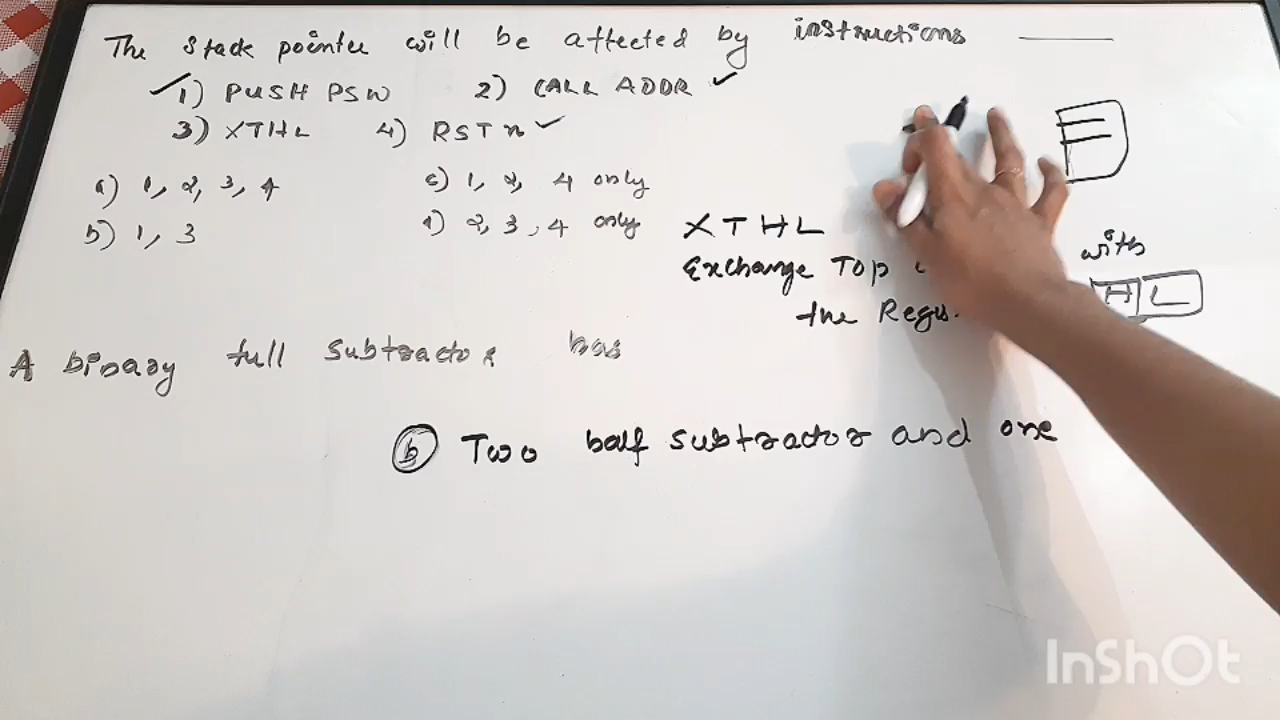 The stack pointer will be affected by instructions ____
1) PUSH PSW 2) CALL ADDR
3) XTHL 4) RST n
a) 1, 2, 3, 4 c) 1, 2, 4 only
b) 1, 3 d) 2, 3, 4 only
XTHL
Exchange Top with
the H L
A binary full subtractor has
b Two half subtractor and one
InShOt